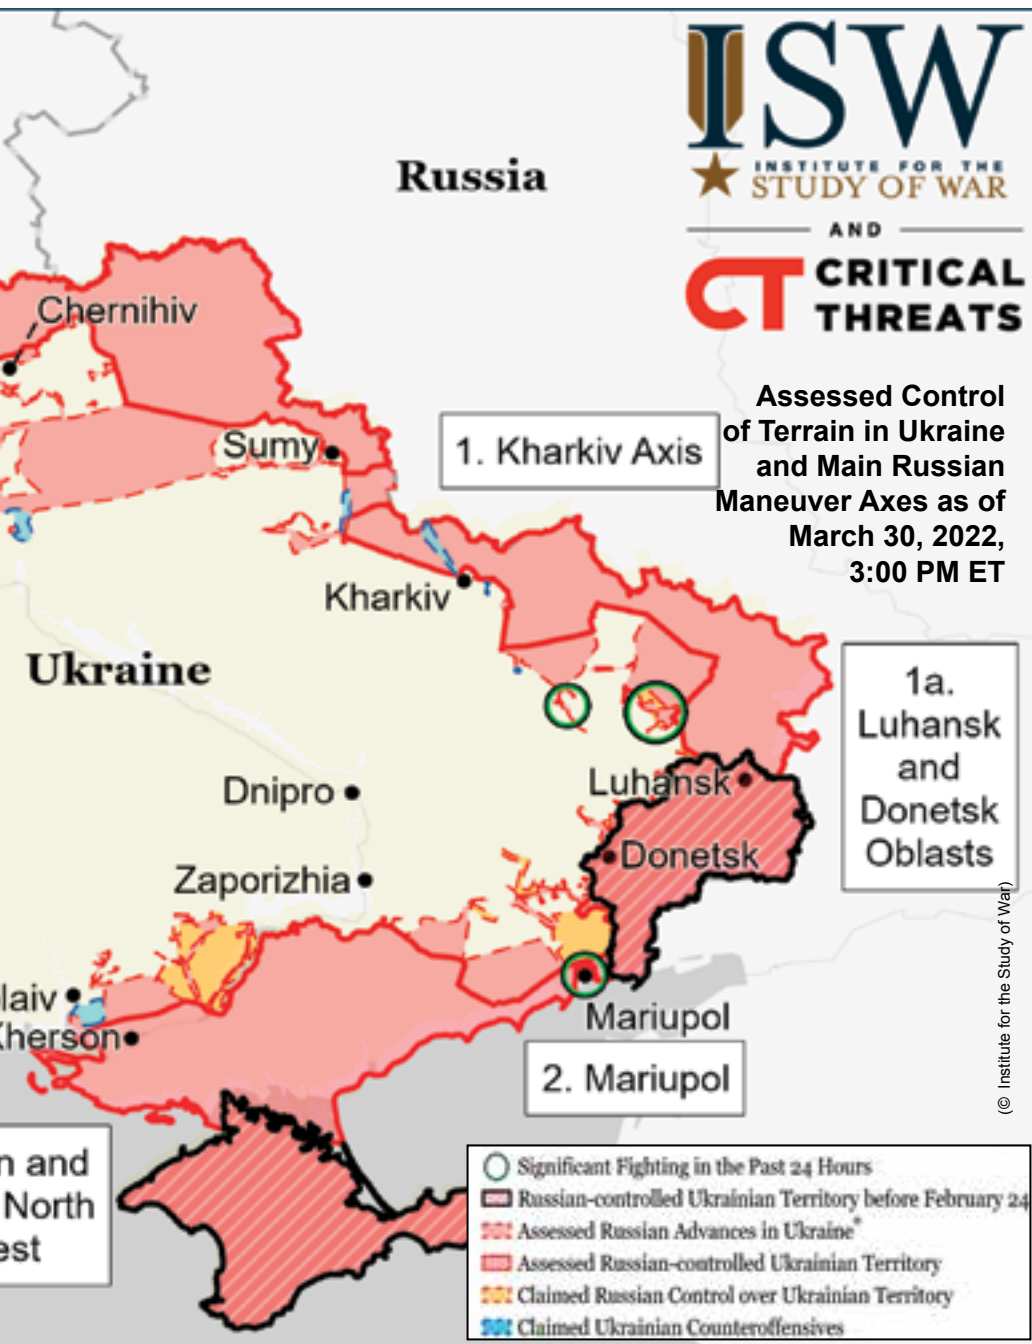 ISW
INSTITUTE FOR THE
STUDY OF WAR
AND
CT CRITICAL
THREATS
Russia
Assessed Control
of Terrain in Ukraine
and Main Russian
Maneuver Axes as of
March 30, 2022,
3:00 PM ET
Chernihiv
Sumy
1. Kharkiv Axis
Kharkiv
Ukraine
1a.
Luhansk
and
Donetsk
Oblasts
Luhansk
Dnipro
Donetsk
Zaporizhia
(© Institute for the Study of War)
laiv
Kherson
Mariupol
2. Mariupol
n and
North
est
Significant Fighting in the Past 24 Hours
Russian-controlled Ukrainian Territory before February 24
Assessed Russian Advances in Ukraine*
Assessed Russian-controlled Ukrainian Territory
Claimed Russian Control over Ukrainian Territory
Claimed Ukrainian Counteroffensives